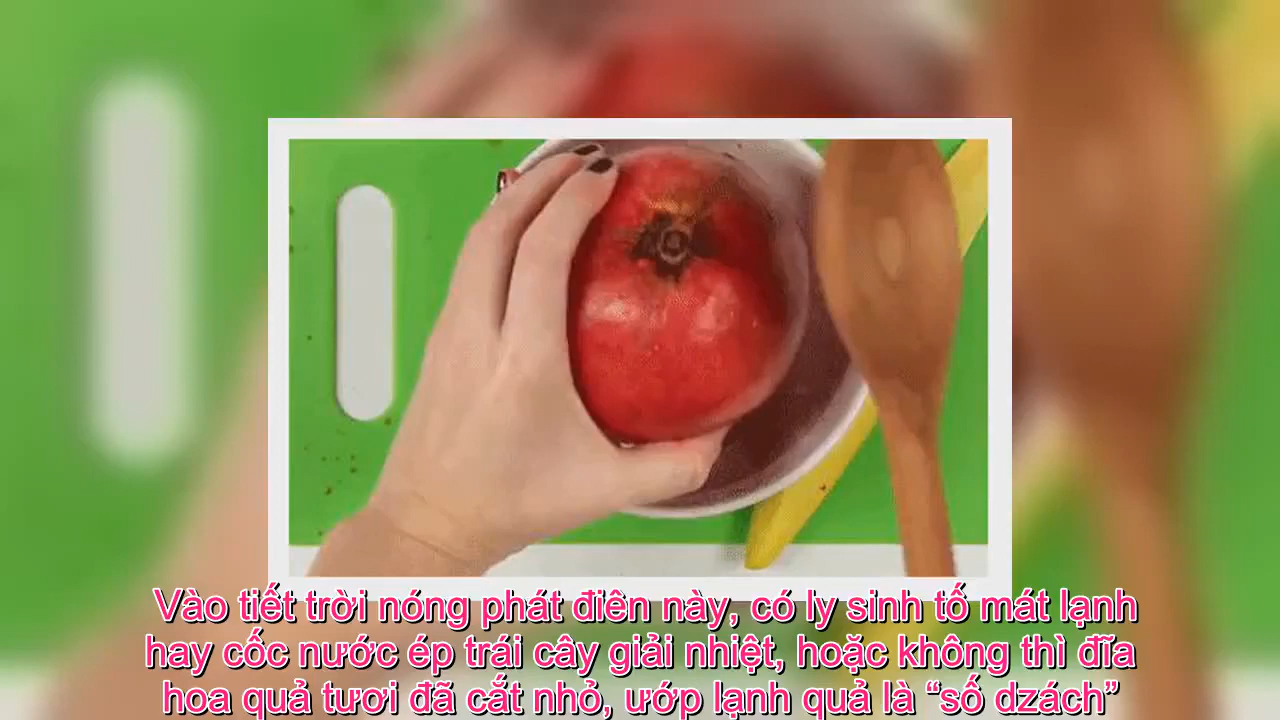 Vào tiết trời nóng phát điên này, có ly sinh tố mát lạnh
hay cốc nước ép trái cây giải nhiệt, hoặc không thì đĩa
hoa quả tươi đã cắt nhỏ, ướp lạnh quả là “số dzách”